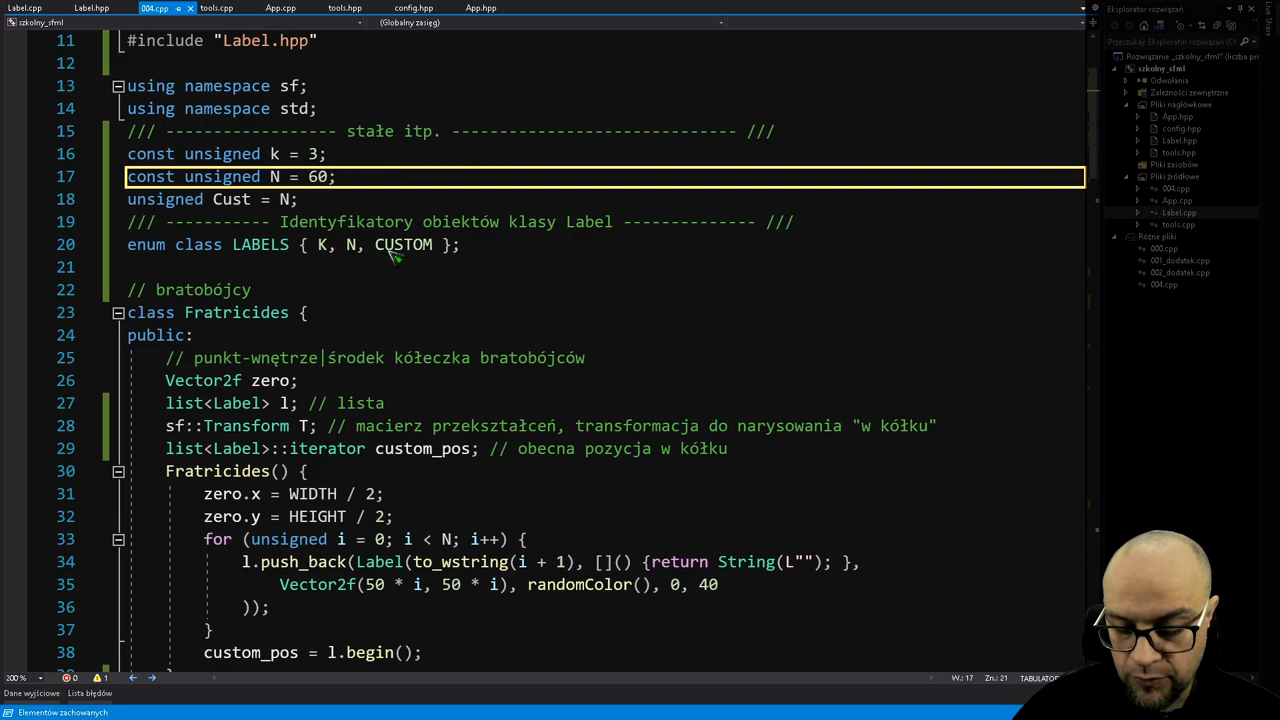 Label.cpp Label.hpp 004.cpp tools.cpp App.cpp tools.hpp config.hpp App.hpp
szkolny_sfml (Globalny zasięg)
11 #include "Label.hpp"
12
13 using namespace sf;
14 using namespace std;
15 /// ------------------ stałe itp. ------------------------------ ///
16 const unsigned k = 3;
17 const unsigned N = 60;
18 unsigned Cust = N;
19 /// ----------- Identyfikatory obiektów klasy Label -------------- ///
20 enum class LABELS { K, N, CUSTOM };
21
22 // bratobójcy
23 class Fratricides {
24 public:
25 // punkt-wnętrze|środek kółeczka bratobójców
26 Vector2f zero;
27 list<Label> l; // lista
28 sf::Transform T; // macierz przekształceń, transformacja do narysowania "w kółku"
29 list<Label>::iterator custom_pos; // obecna pozycja w kółku
30 Fratricides() {
31 zero.x = WIDTH / 2;
32 zero.y = HEIGHT / 2;
33 for (unsigned i = 0; i < N; i++) {
34 l.push_back(Label(to_wstring(i + 1), []() {return String(L""); },
35 Vector2f(50 * i, 50 * i), randomColor(), 0, 40
36 ));
37 }
38 custom_pos = l.begin();
200 % 0 1 W.: 17 Zn.: 21 TABULATOR
Dane wyjściowe Lista błędów
Elementów zachowanych
Eksplorator rozwiązań
Przeszukaj: Eksplorator rozwiązań (
Rozwiązanie „szkolny_sfml” (liczba pr
szkolny_sfml
Odwołania
Zależności zewnętrzne
Pliki nagłówkowe
App.hpp
config.hpp
Label.hpp
tools.hpp
Pliki zasobów
Pliki źródłowe
004.cpp
App.cpp
Label.cpp
tools.cpp
Różne pliki
000.cpp
001_dodatek.cpp
002_dodatek.cpp
004.cpp
Live Share